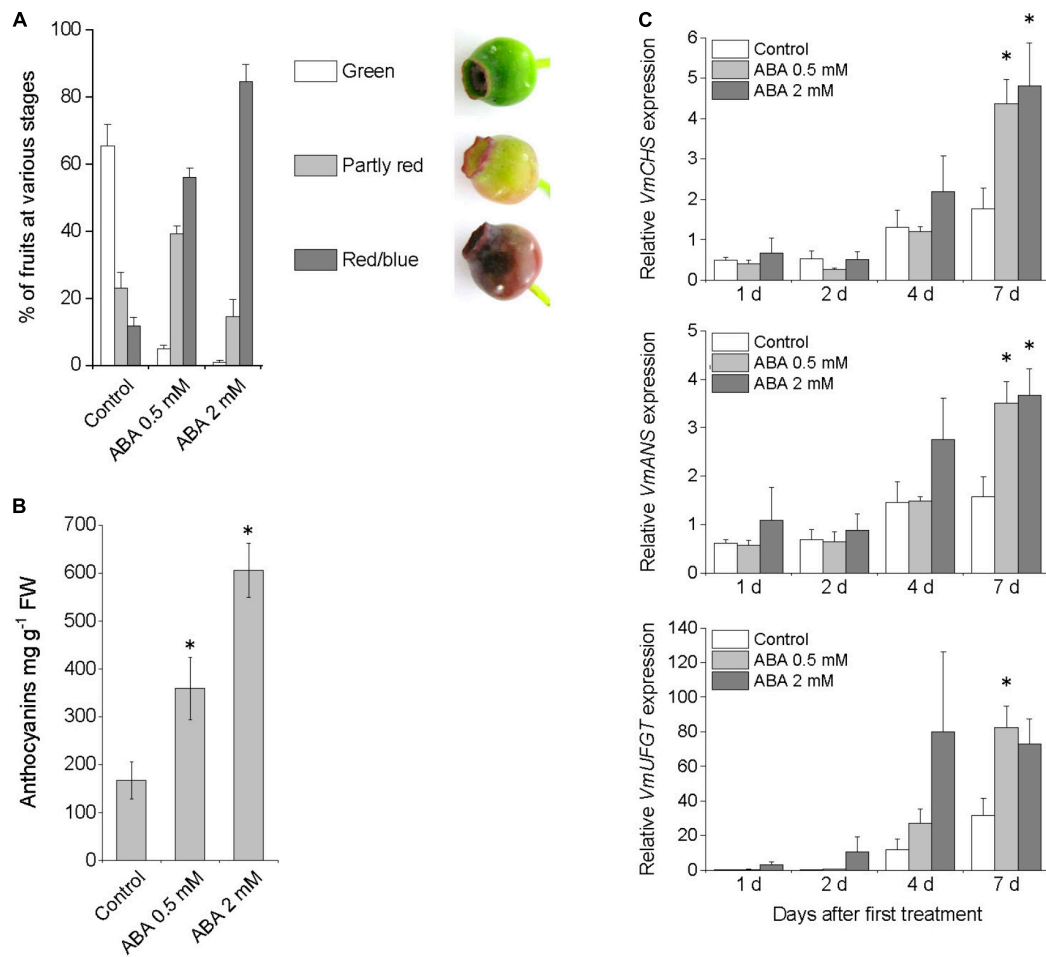 A
100
80
60
40
20
0
% of fruits at various stages
Control
ABA 0.5 mM
ABA 2 mM
Green
Partly red
Red/blue
B
700
600
500
400
300
200
100
0
Anthocyanins mg g⁻¹ FW
*
*
Control
ABA 0.5 mM
ABA 2 mM
C
6
5
4
3
2
1
0
Relative VmCHS expression
Control
ABA 0.5 mM
ABA 2 mM
*
*
1 d 2 d 4 d 7 d
5
4
3
2
1
0
Relative VmANS expression
Control
ABA 0.5 mM
ABA 2 mM
*
*
1 d 2 d 4 d 7 d
140
120
100
80
60
40
20
0
Relative VmUFGT expression
Control
ABA 0.5 mM
ABA 2 mM
*
1 d 2 d 4 d 7 d
Days after first treatment